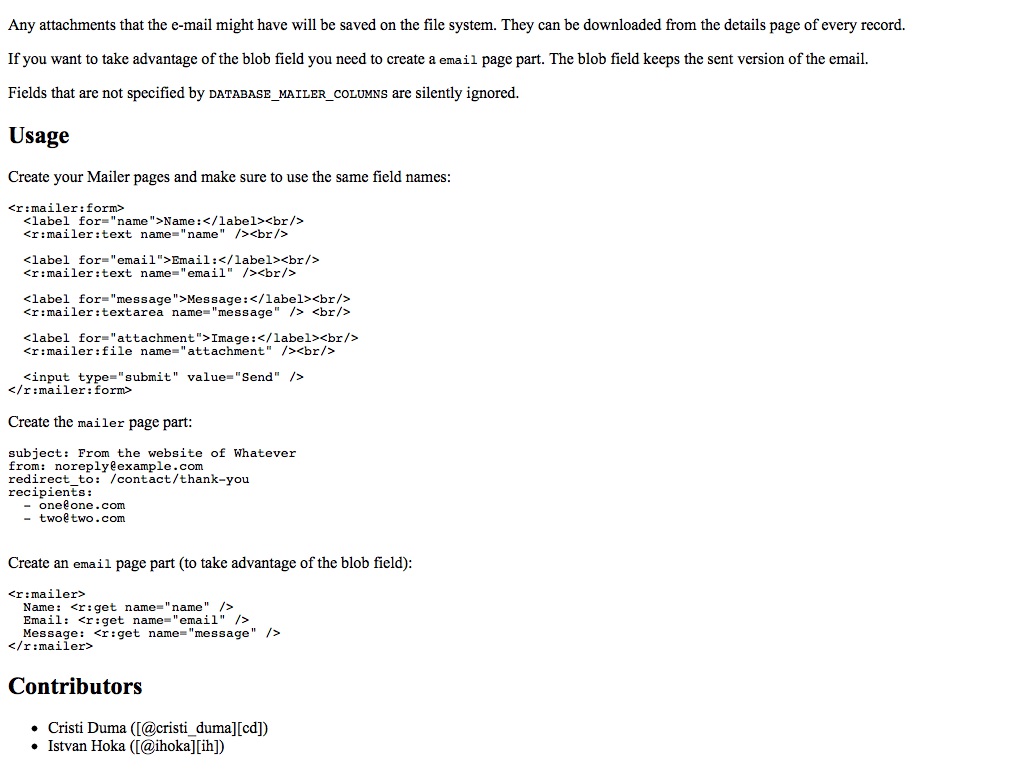 Any attachments that the e-mail might have will be saved on the file system. They can be downloaded from the details page of every record.
If you want to take advantage of the blob field you need to create a email page part. The blob field keeps the sent version of the email.
Fields that are not specified by DATABASE_MAILER_COLUMNS are silently ignored.
Usage
Create your Mailer pages and make sure to use the same field names:
<r:mailer:form>
  <label for="name">Name:</label><br/>
  <r:mailer:text name="name" /><br/>
  <label for="email">Email:</label><br/>
  <r:mailer:text name="email" /><br/>
  <label for="message">Message:</label><br/>
  <r:mailer:textarea name="message" /> <br/>
  <label for="attachment">Image:</label><br/>
  <r:mailer:file name="attachment" /><br/>
  <input type="submit" value="Send" />
</r:mailer:form>
Create the mailer page part:
subject: From the website of Whatever
from: noreply@example.com
redirect_to: /contact/thank-you
recipients:
  - one@one.com
  - two@two.com
Create an email page part (to take advantage of the blob field):
<r:mailer>
  Name: <r:get name="name" />
  Email: <r:get name="email" />
  Message: <r:get name="message" />
</r:mailer>
Contributors
• Cristi Duma ([@cristi_duma][cd])
• Istvan Hoka ([@ihoka][ih])